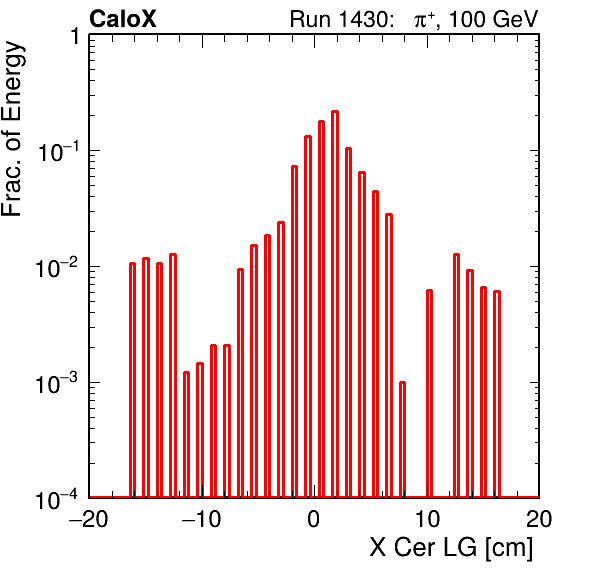 CaloX Run 1430: π⁺, 100 GeV
Frac. of Energy
1
10⁻¹
10⁻²
10⁻³
10⁻⁴
−20 −10 0 10 20
X Cer LG [cm]